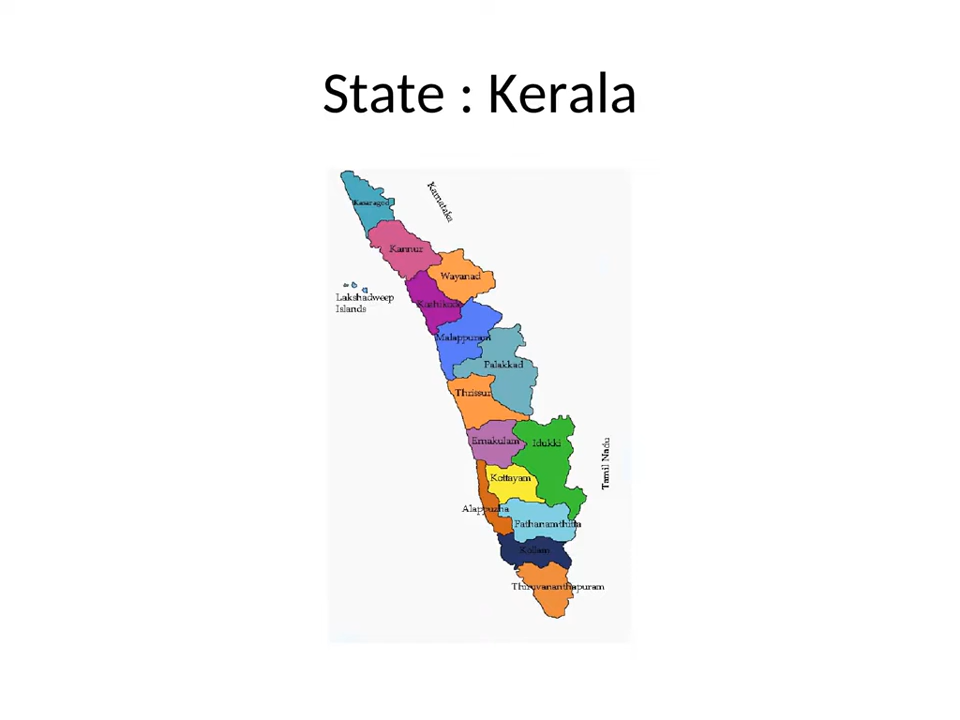 State : Kerala
Karnataka
Kasaragod
Kannur
Wayanad
Lakshadweep
Islands
Kozhikode
Malappuram
Palakkad
Thrissur
Ernakulam
Idukki
Tamil Nadu
Kottayam
Alappuzha
Pathanamthitta
Kollam
Thiruvananthapuram